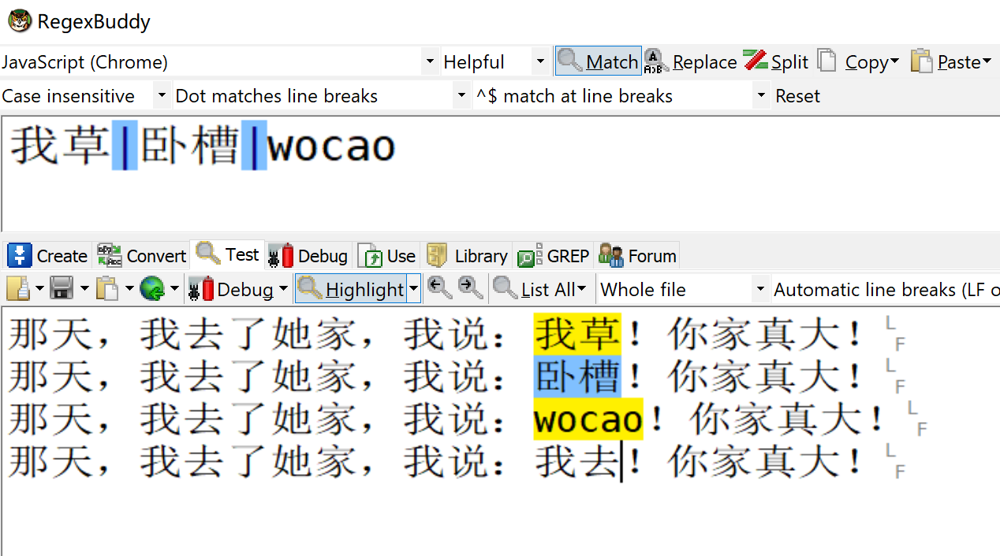 RegexBuddy
JavaScript (Chrome) Helpful Match Replace Split Copy Paste
Case insensitive Dot matches line breaks ^$ match at line breaks Reset
我草|卧槽|wocao
Create Convert Test Debug Use Library GREP Forum
Debug Highlight List All Whole file Automatic line breaks (LF o
那天，我去了她家，我说：我草！你家真大！LF
那天，我去了她家，我说：卧槽！你家真大！LF
那天，我去了她家，我说：wocao！你家真大！LF
那天，我去了她家，我说：我去！你家真大！LF